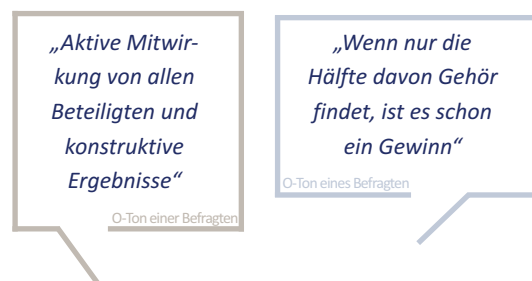 „Aktive Mitwir-
kung von allen
Beteiligten und
konstruktive
Ergebnisse“
O-Ton einer Befragten
„Wenn nur die
Hälfte davon Gehör
findet, ist es schon
ein Gewinn“
O-Ton eines Befragten